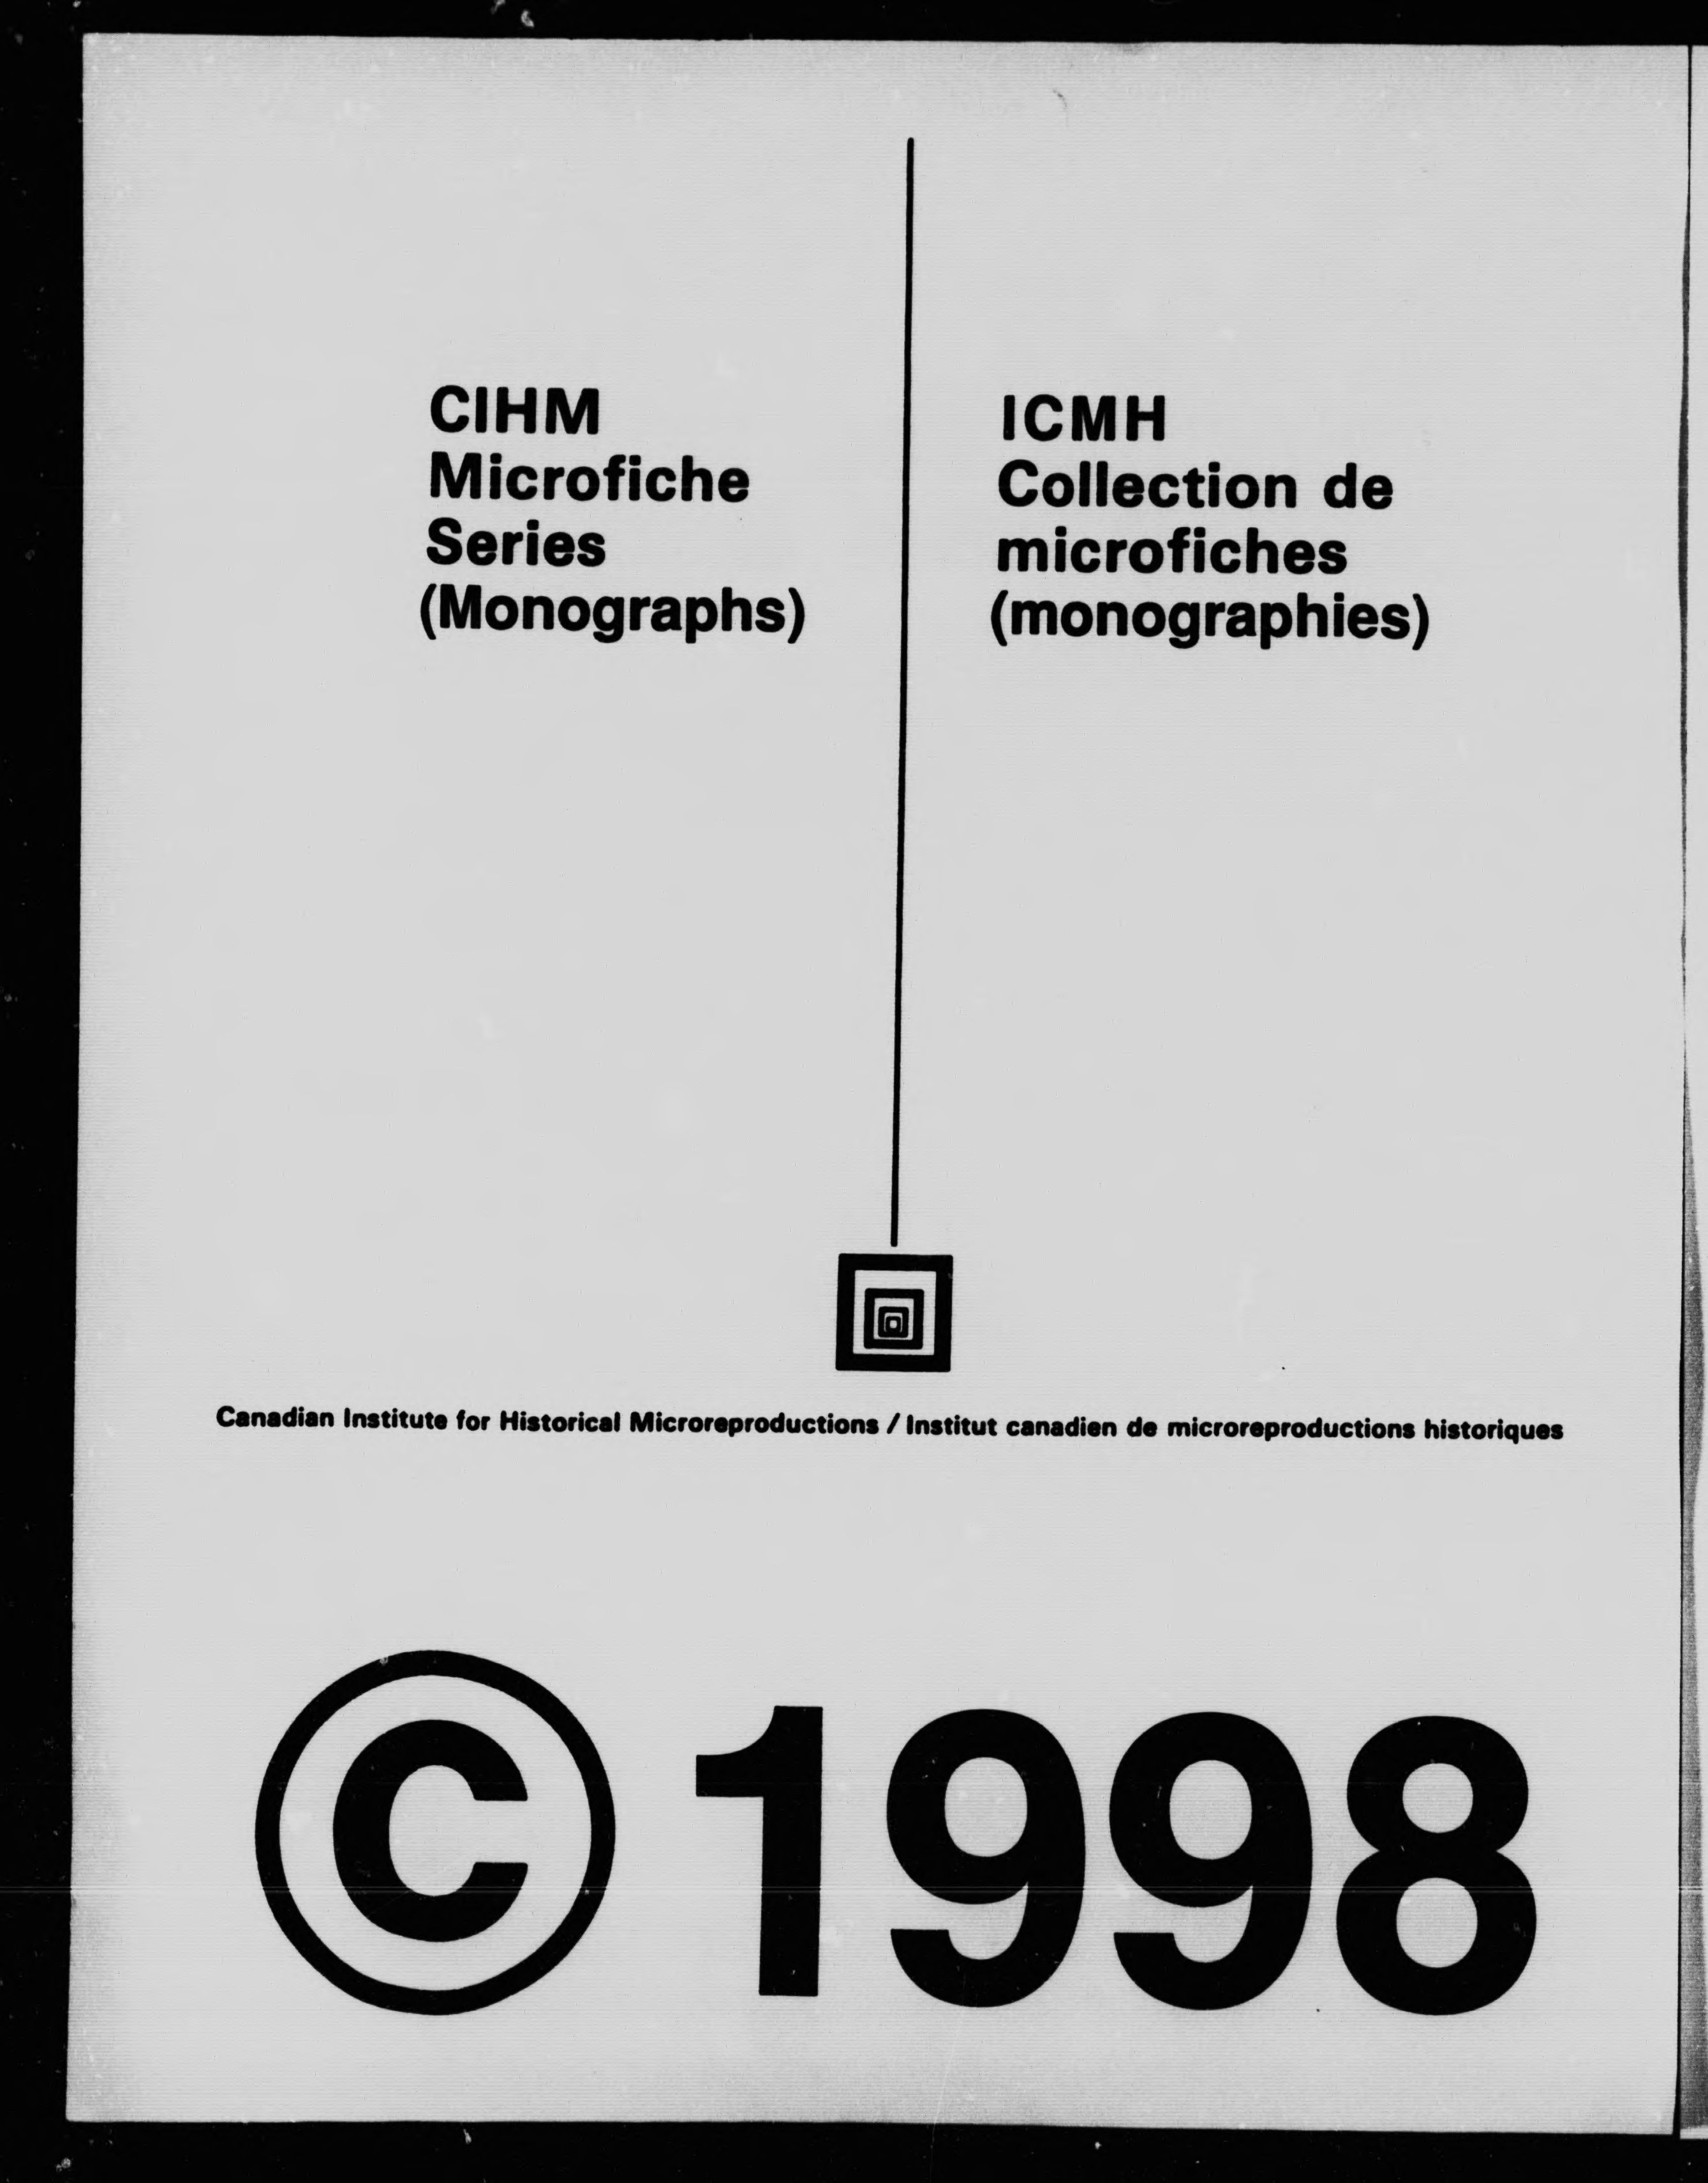 CIHM
Microfiche
Series
(Monographs)
ICMH
Collection de
microfiches
(monographies)
Canadian Institute for Historical Microreproductions / Institut canadien de microreproductions historiques
© 1998